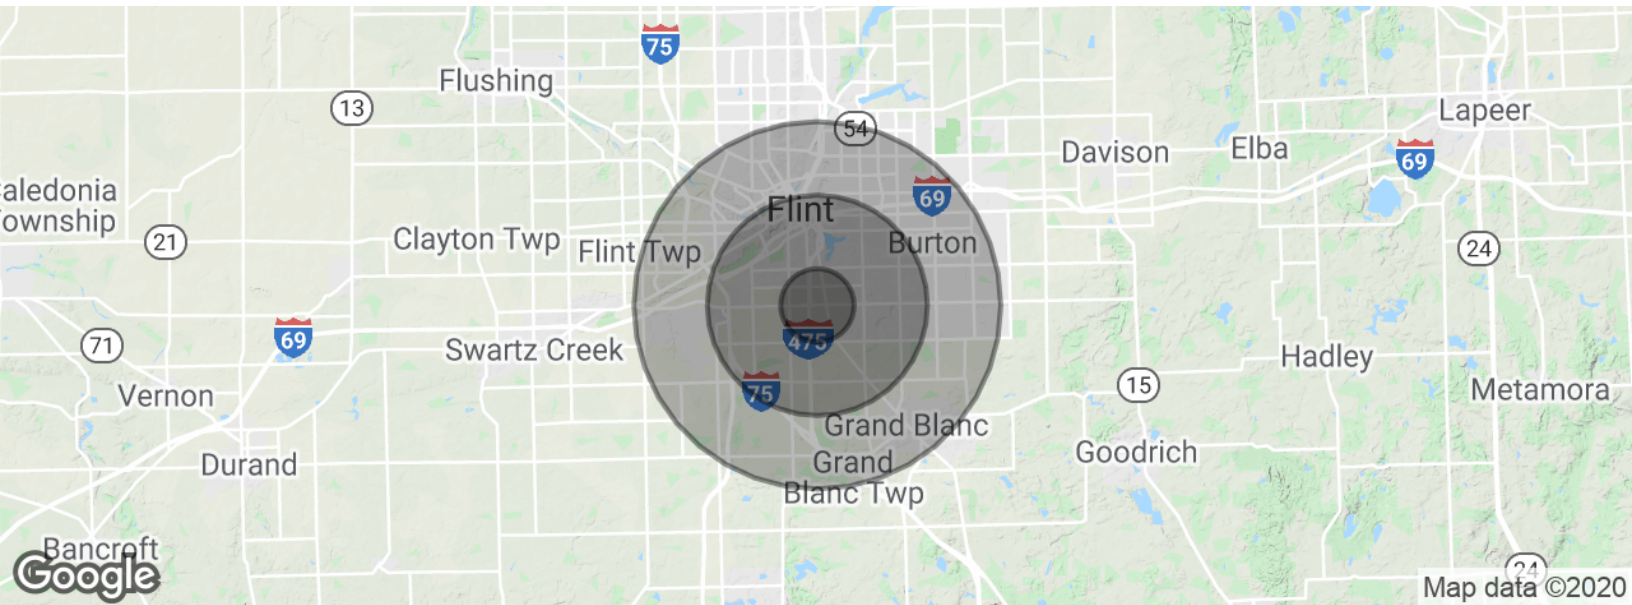 75
Flushing
13
54
Lapeer
Davison
Elba
69
aledonia
ownship
69
Flint
21
Clayton Twp
Flint Twp
Burton
24
69
475
71
Swartz Creek
Hadley
15
Vernon
75
Metamora
Grand Blanc
Goodrich
Durand
Grand
Blanc Twp
Bancroft
Google
24
Map data ©2020